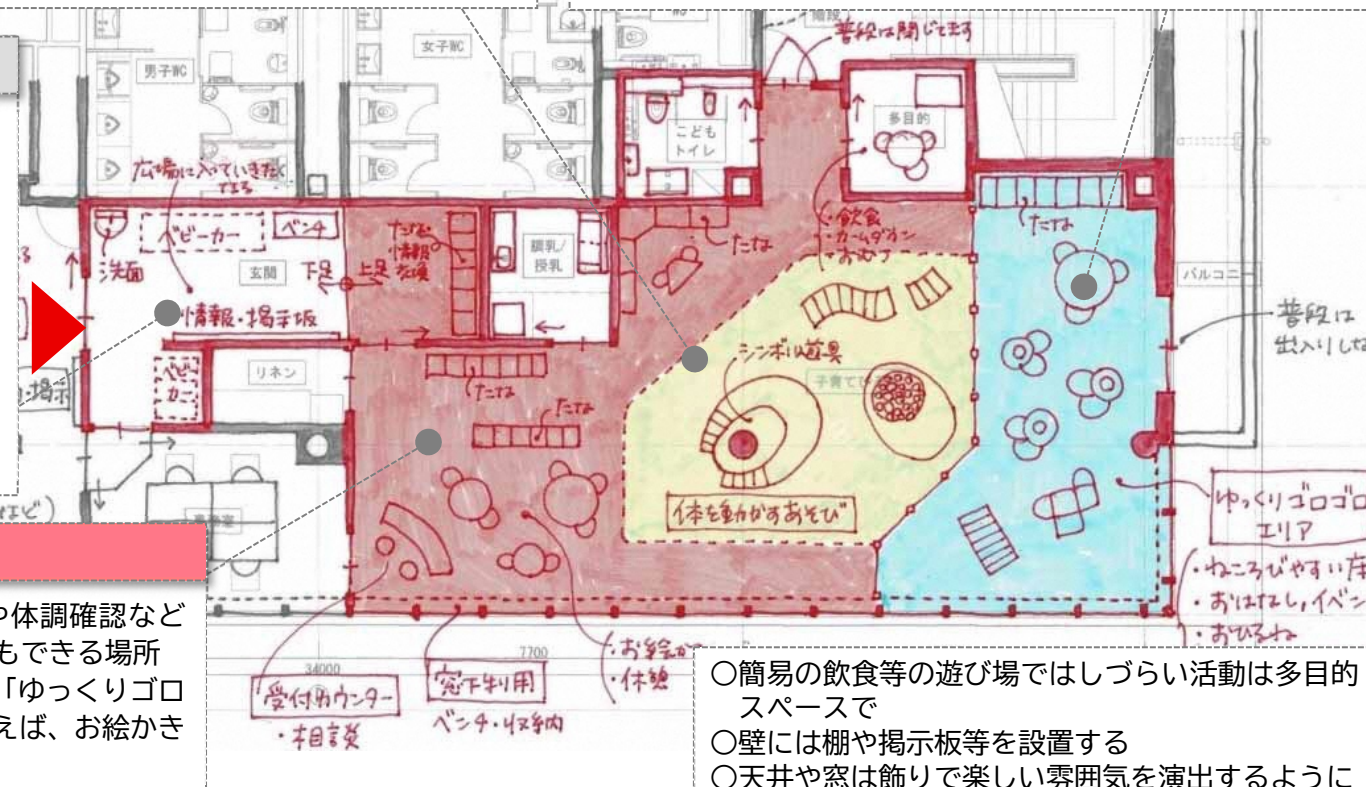 階段
普段は閉じてます
女子WC
男子WC
こども
トイレ
多目的
広場に入っていきたく
なる
ベビーカー
ベンチ
洗面
玄関
下足
上足
たな
情報
調乳/
授乳
たな
・飲食
・カームダウン
・おむつ
たな
バルコニ
情報・掲示板
普段は
出入りしな
シンボル遊具
子育てひ
ベビ
カー
リネン
たな
たな
掲示
体を動かすあそび
ゆっくりゴロゴロ
エリア
・ねころびやすい床
・おはなし,イベン
・おひるね
や体調確認など
もできる場所
「ゆっくりゴロ
えば、お絵かき
34000
7700
・お絵かき
・休憩
受付カウンター
・相談
窓下利用
ベンチ・収納
○簡易の飲食等の遊び場ではしづらい活動は多目的
スペースで
○壁には棚や掲示板等を設置する
○天井や窓は飾りで楽しい雰囲気を演出するように